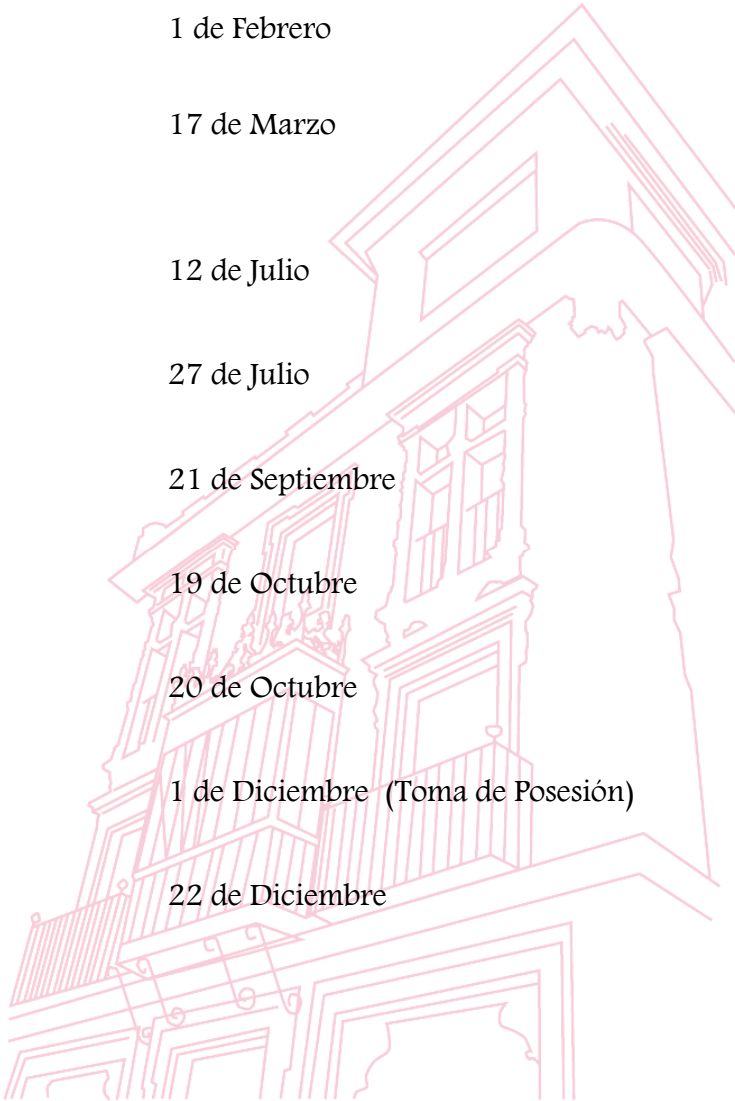 1 de Febrero
17 de Marzo
12 de Julio
27 de Julio
21 de Septiembre
19 de Octubre
20 de Octubre
1 de Diciembre  (Toma de Posesión)
22 de Diciembre